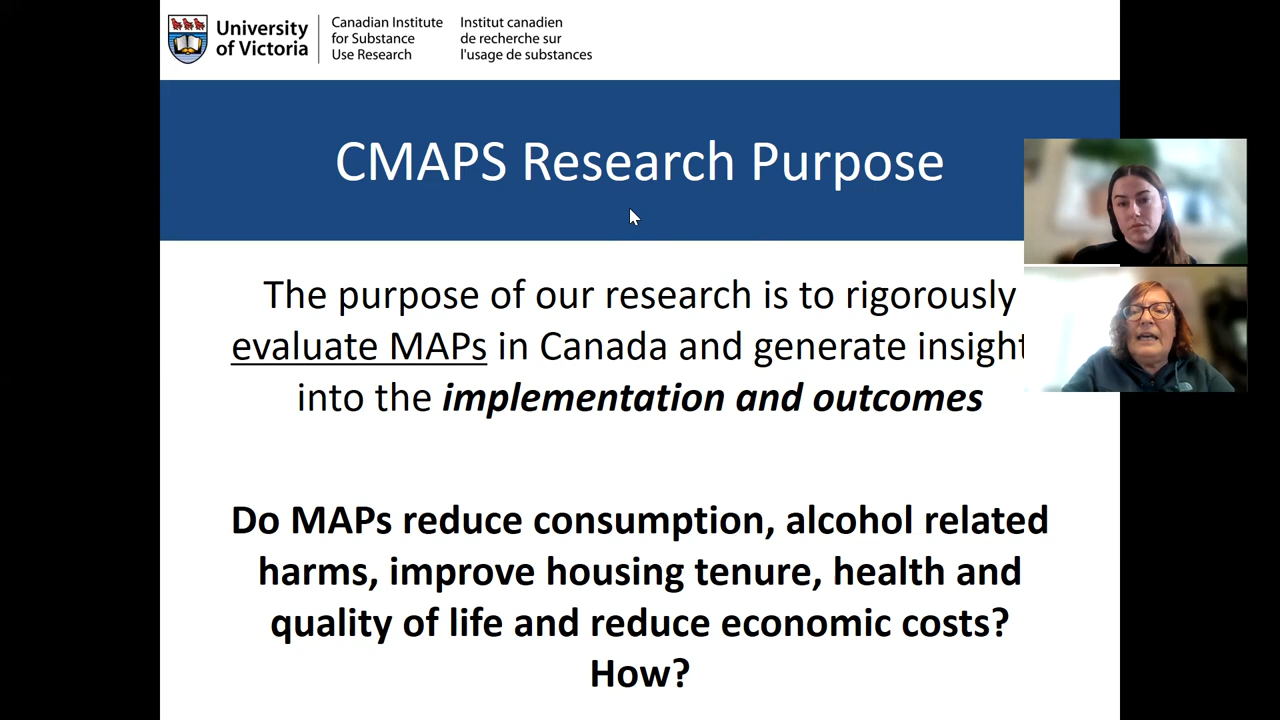 University
of Victoria
Canadian Institute
for Substance
Use Research
Institut canadien
de recherche sur
l'usage de substances
CMAPS Research Purpose
The purpose of our research is to rigorously
evaluate MAPs in Canada and generate insight
into the implementation and outcomes
Do MAPs reduce consumption, alcohol related
harms, improve housing tenure, health and
quality of life and reduce economic costs?
How?